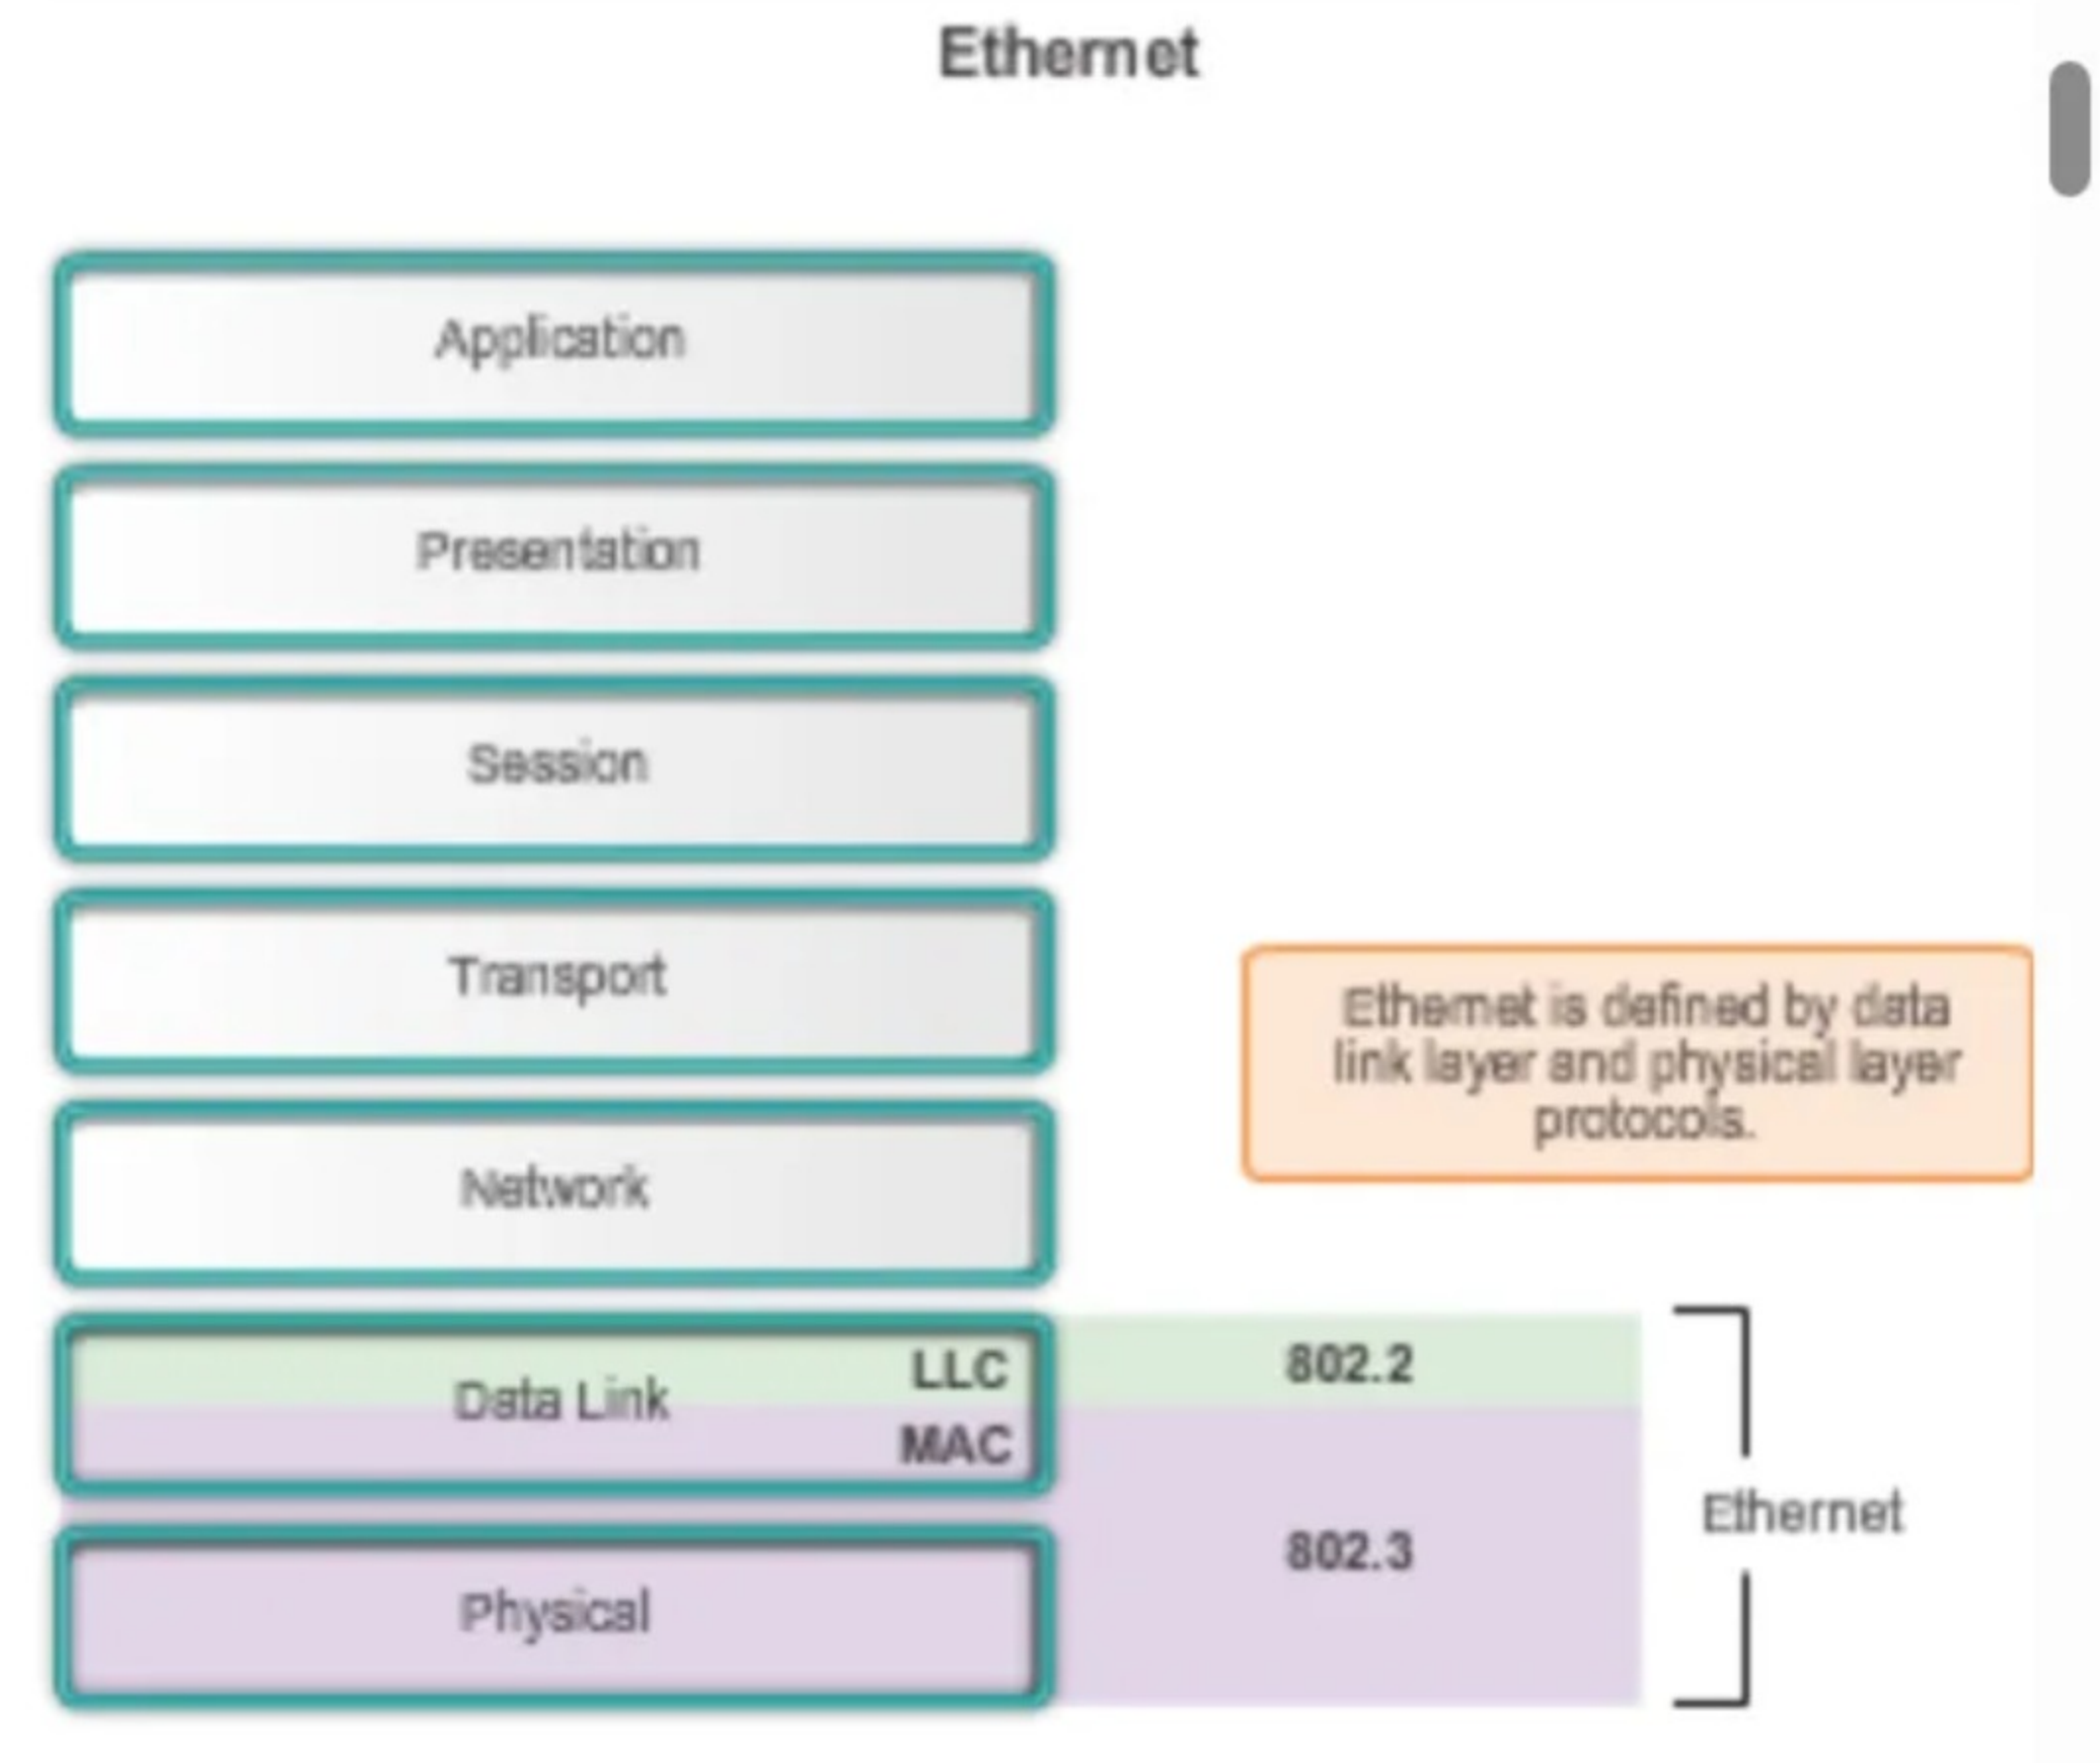 Ethernet
Application
Presentation
Session
Transport
Ethernet is defined by data
link layer and physical layer
protocols.
Network
Data Link
LLC
MAC
802.2
802.3
Ethernet
Physical